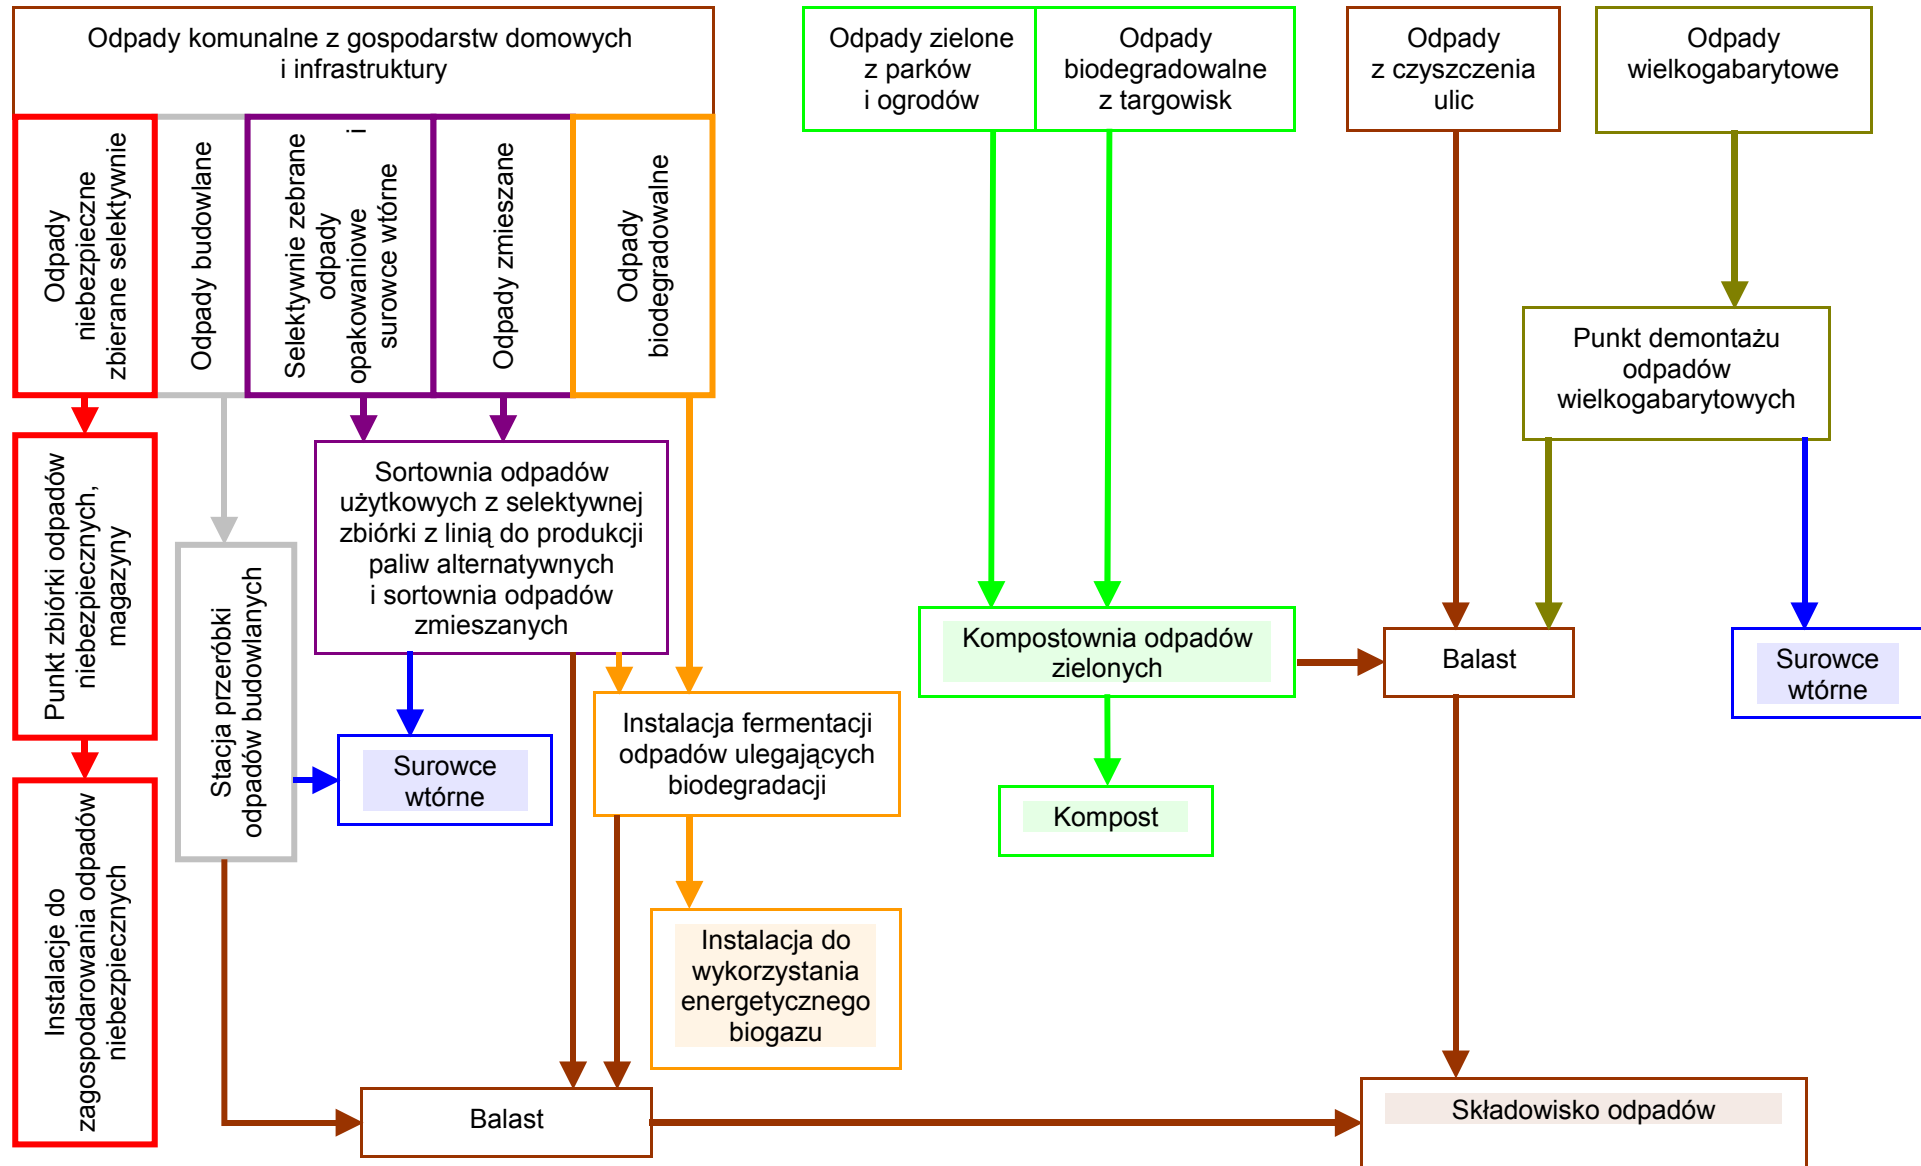 Odpady komunalne z gospodarstw domowych
i infrastruktury
Odpady zielone
z parków
i ogrodów
Odpady
biodegradowalne
z targowisk
Odpady
z czyszczenia
ulic
Odpady
wielkogabarytowe
Odpady
niebezpieczne
zbierane selektywnie
Odpady budowlane
Selektywnie zebrane
odpady
opakowaniowe i
surowce wtórne
Odpady zmieszane
Odpady
biodegradowalne
Punkt demontażu
odpadów
wielkogabarytowych
Punkt zbiórki odpadów
niebezpiecznych,
magazyny
Sortownia odpadów
użytkowych z selektywnej
zbiórki z linią do produkcji
paliw alternatywnych
i sortownia odpadów
zmieszanych
Stacja przeróbki
odpadów budowlanych
Kompostownia odpadów
zielonych
Balast
Surowce
wtórne
Surowce
wtórne
Instalacja fermentacji
odpadów ulegających
biodegradacji
Kompost
Instalacje do
zagospodarowania odpadów
niebezpiecznych
Instalacja do
wykorzystania
energetycznego
biogazu
Balast
Składowisko odpadów